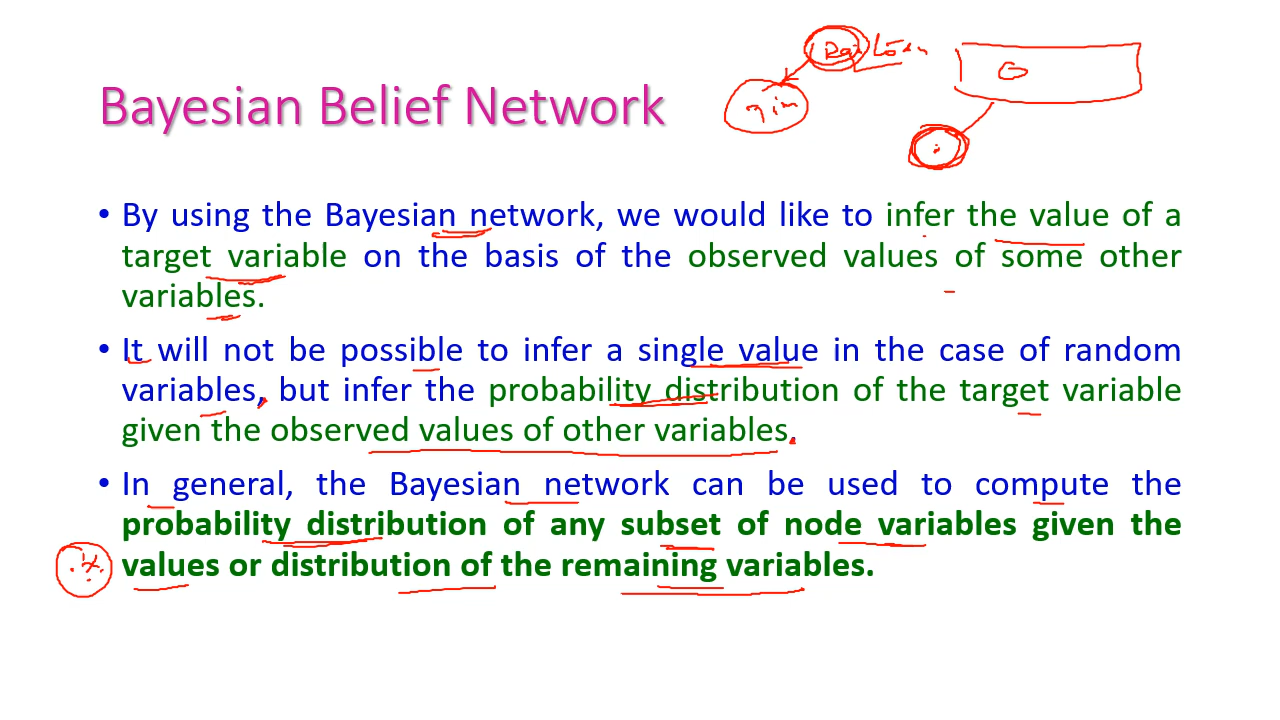 Bayesian Belief Network
• By using the Bayesian network, we would like to infer the value of a
target variable on the basis of the observed values of some other
variables.
• It will not be possible to infer a single value in the case of random
variables, but infer the probability distribution of the target variable
given the observed values of other variables.
• In general, the Bayesian network can be used to compute the
probability distribution of any subset of node variables given the
values or distribution of the remaining variables.